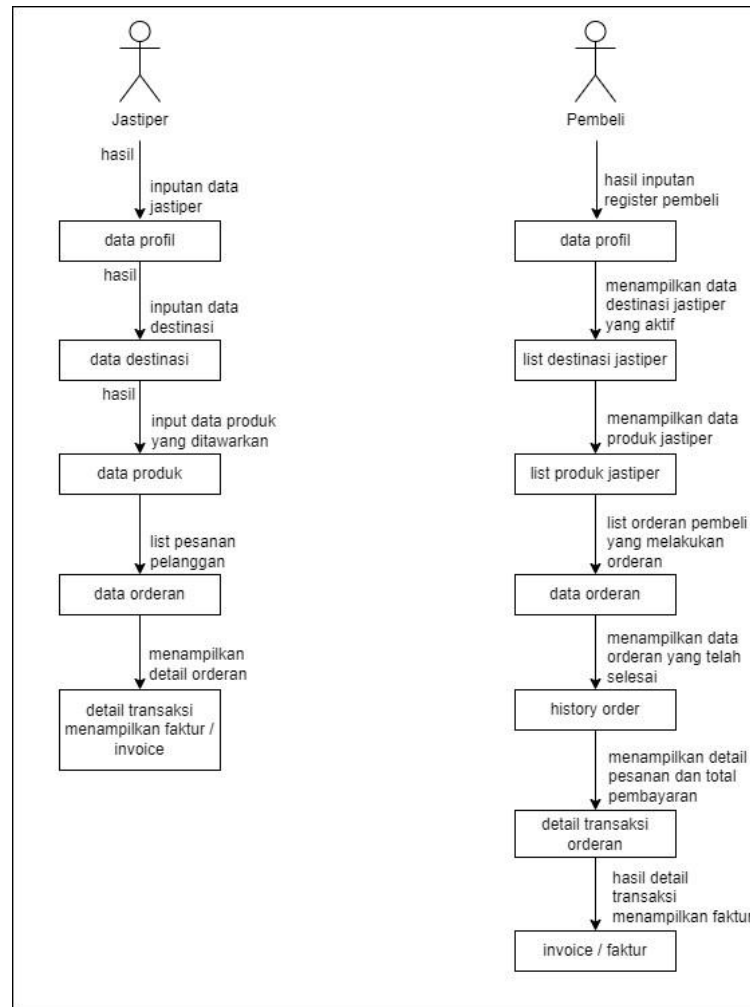 Jastiper
hasil
inputan data
jastiper
data profil
hasil
inputan data
destinasi
data destinasi
hasil
input data produk
yang ditawarkan
data produk
list pesanan
pelanggan
data orderan
menampilkan
detail orderan
detail transaksi
menampilkan faktur /
invoice
Pembeli
hasil inputan
register pembeli
data profil
menampilkan data
destinasi jastiper
yang aktif
list destinasi jastiper
menampilkan data
produk jastiper
list produk jastiper
list orderan pembeli
yang melakukan
orderan
data orderan
menampilkan data
orderan yang telah
selesai
history order
menampilkan detail
pesanan dan total
pembayaran
detail transaksi
orderan
hasil detail
transaksi
menampilkan faktur
invoice / faktur